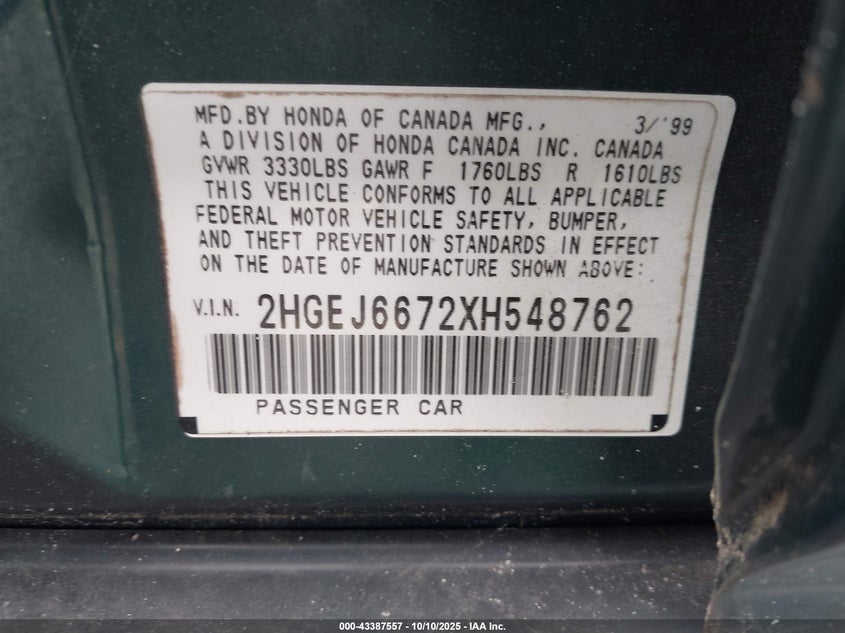 MFD.BY HONDA OF CANADA MFG., 3/'99
A DIVISION OF HONDA CANADA INC. CANADA
GVWR 3330LBS GAWR F 1760LBS R 1610LBS
THIS VEHICLE CONFORMS TO ALL APPLICABLE
FEDERAL MOTOR VEHICLE SAFETY, BUMPER,
AND THEFT PREVENTION STANDARDS IN EFFECT
ON THE DATE OF MANUFACTURE SHOWN ABOVE:
V.I.N. 2HGEJ6672XH548762
PASSENGER CAR
000-43387557 - 10/10/2025 - IAA Inc.